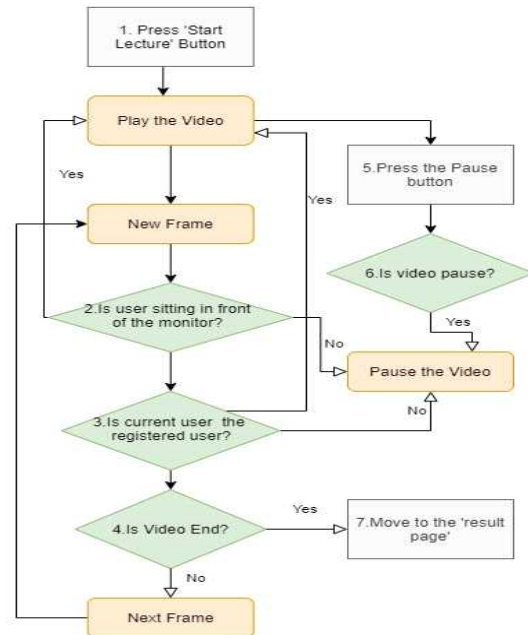 1. Press 'Start
Lecture' Button
Play the Video
Yes
Yes
5.Press the Pause
button
New Frame
6.Is video pause?
2.Is user sitting in front
of the monitor?
No
Yes
Pause the Video
3.Is current user the
registered user?
No
4.Is Video End?
Yes
7.Move to the 'result
page'
No
Next Frame